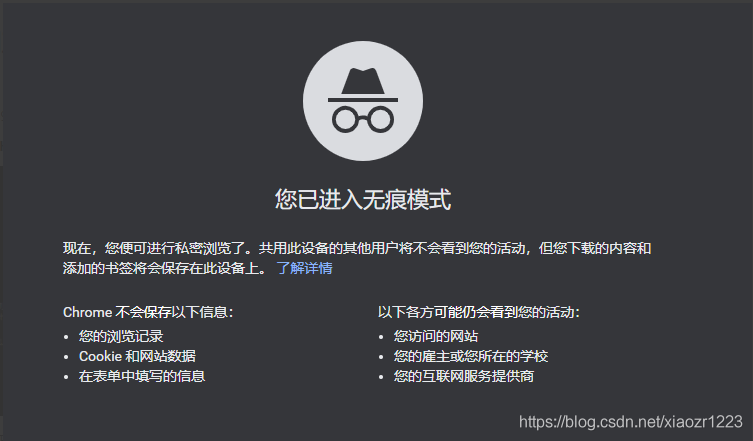 您已进入无痕模式
现在，您便可进行私密浏览了。共用此设备的其他用户将不会看到您的活动，但您下载的内容和
添加的书签将会保存在此设备上。 了解详情
Chrome 不会保存以下信息：
• 您的浏览记录
• Cookie 和网站数据
• 在表单中填写的信息
以下各方可能仍会看到您的活动：
• 您访问的网站
• 您的雇主或您所在的学校
• 您的互联网服务提供商
https://blog.csdn.net/xiaozr1223